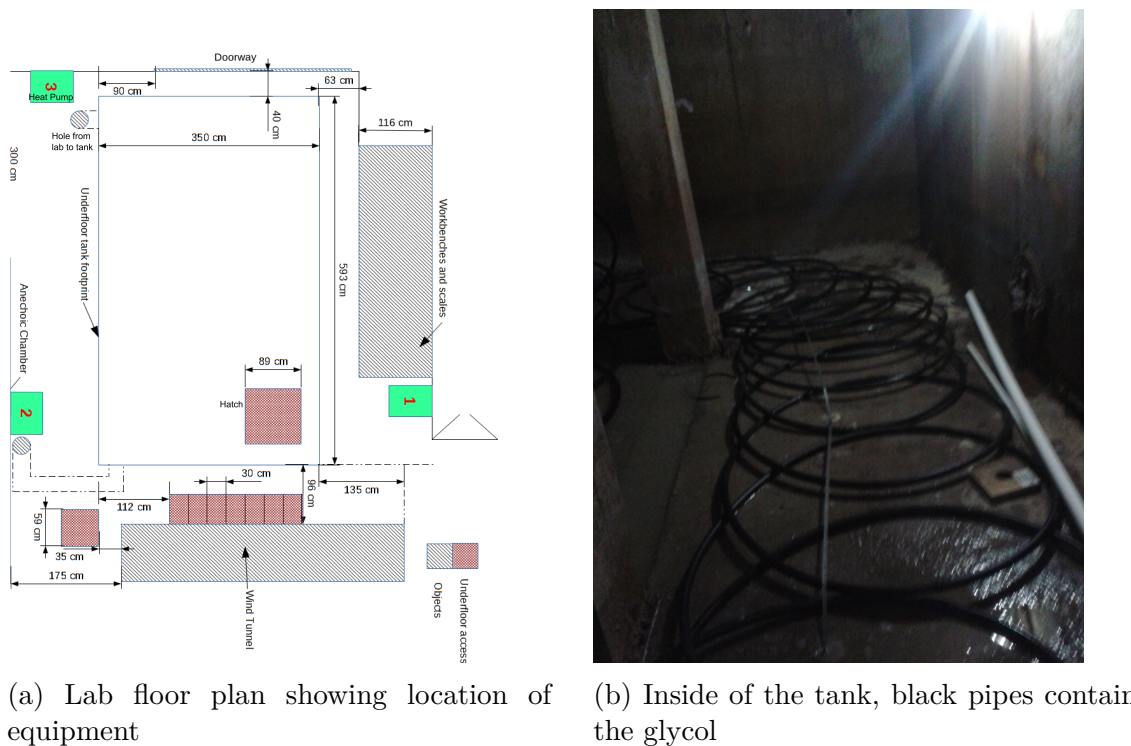 Doorway
3
Heat Pump
90 cm
63 cm
40 cm
Hole from
lab to tank
116 cm
350 cm
300 cm
Underfloor tank footprint
Workbenches and scales
593 cm
Anechoic Chamber
89 cm
Hatch
1
2
30 cm
96 cm
135 cm
112 cm
59 cm
35 cm
175 cm
Wind Tunnel
Objects
Underfloor access
(a) Lab floor plan showing location of
equipment
(b) Inside of the tank, black pipes contain
the glycol